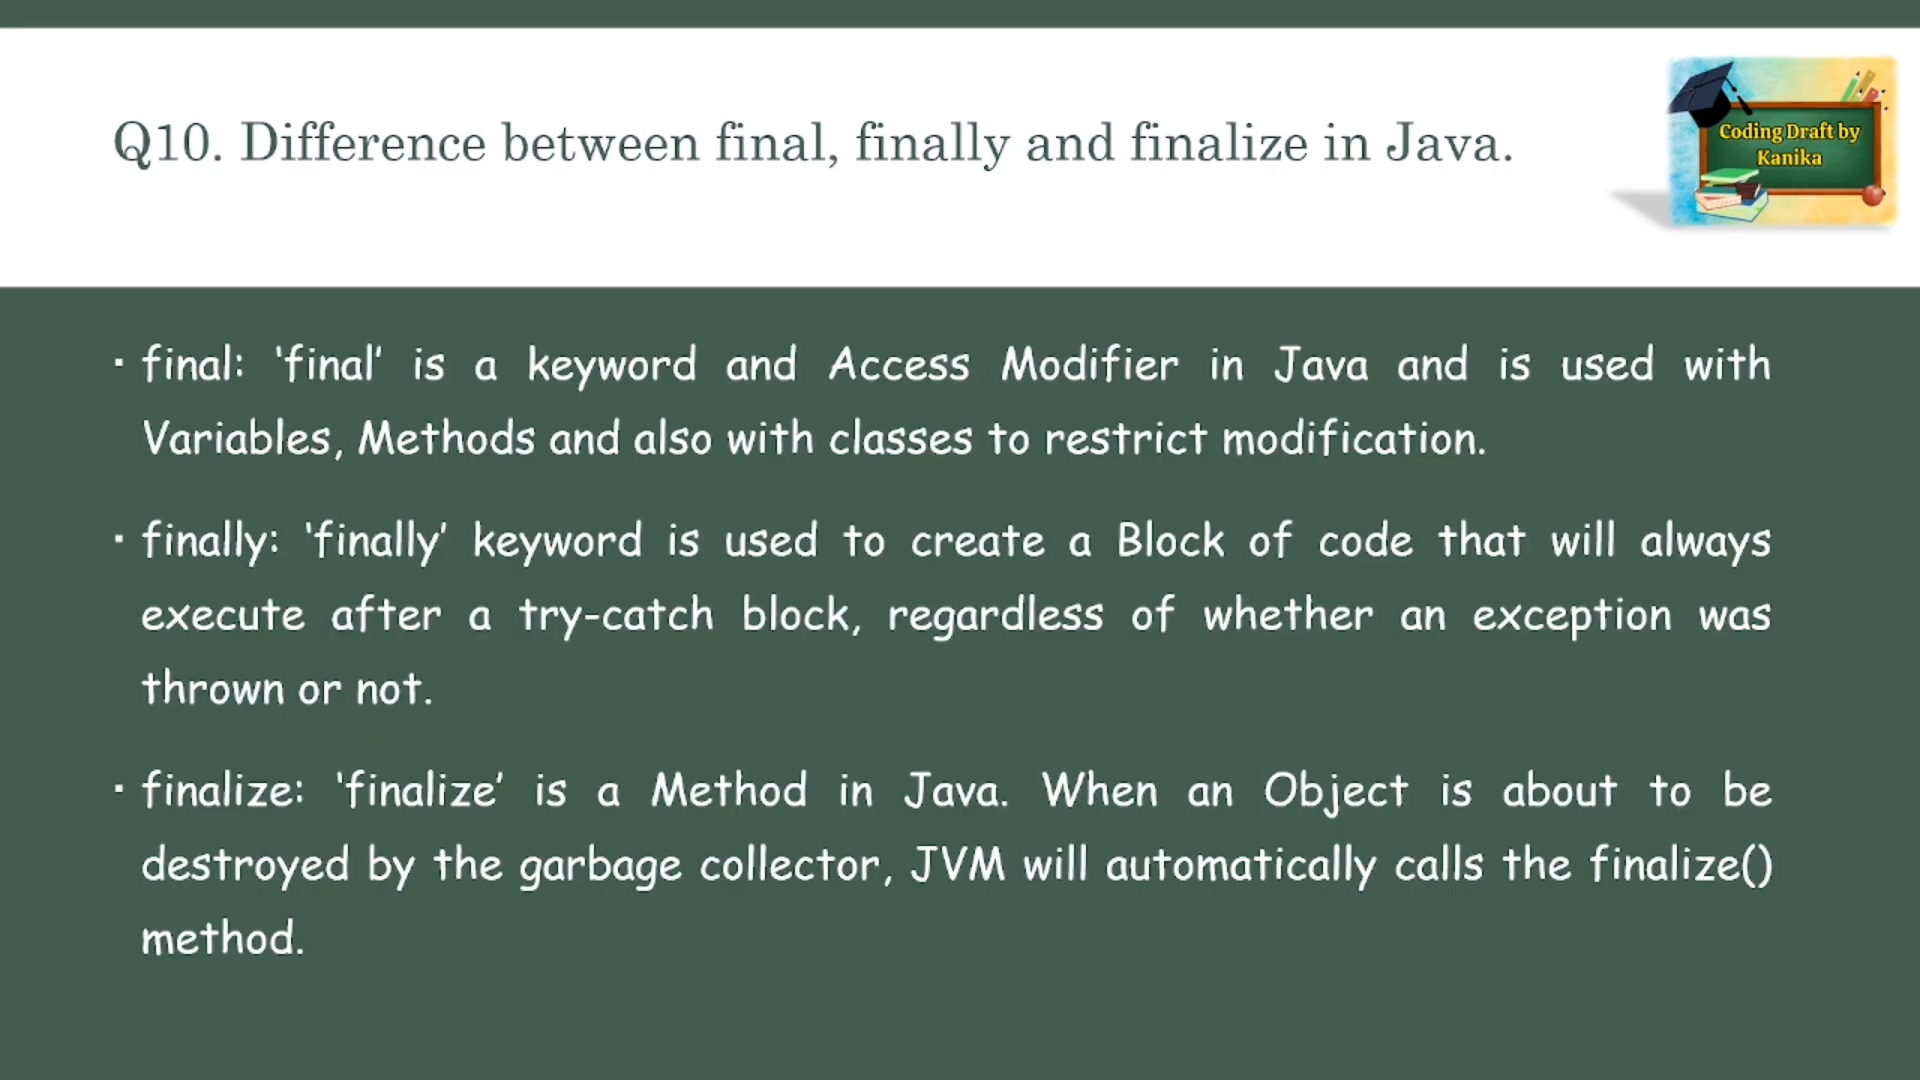 Q10. Difference between final, finally and finalize in Java.
Coding Draft by
Kanika
▪ final: ‘final’ is a keyword and Access Modifier in Java and is used with
Variables, Methods and also with classes to restrict modification.
▪ finally: ‘finally’ keyword is used to create a Block of code that will always
execute after a try-catch block, regardless of whether an exception was
thrown or not.
▪ finalize: ‘finalize’ is a Method in Java. When an Object is about to be
destroyed by the garbage collector, JVM will automatically calls the finalize()
method.